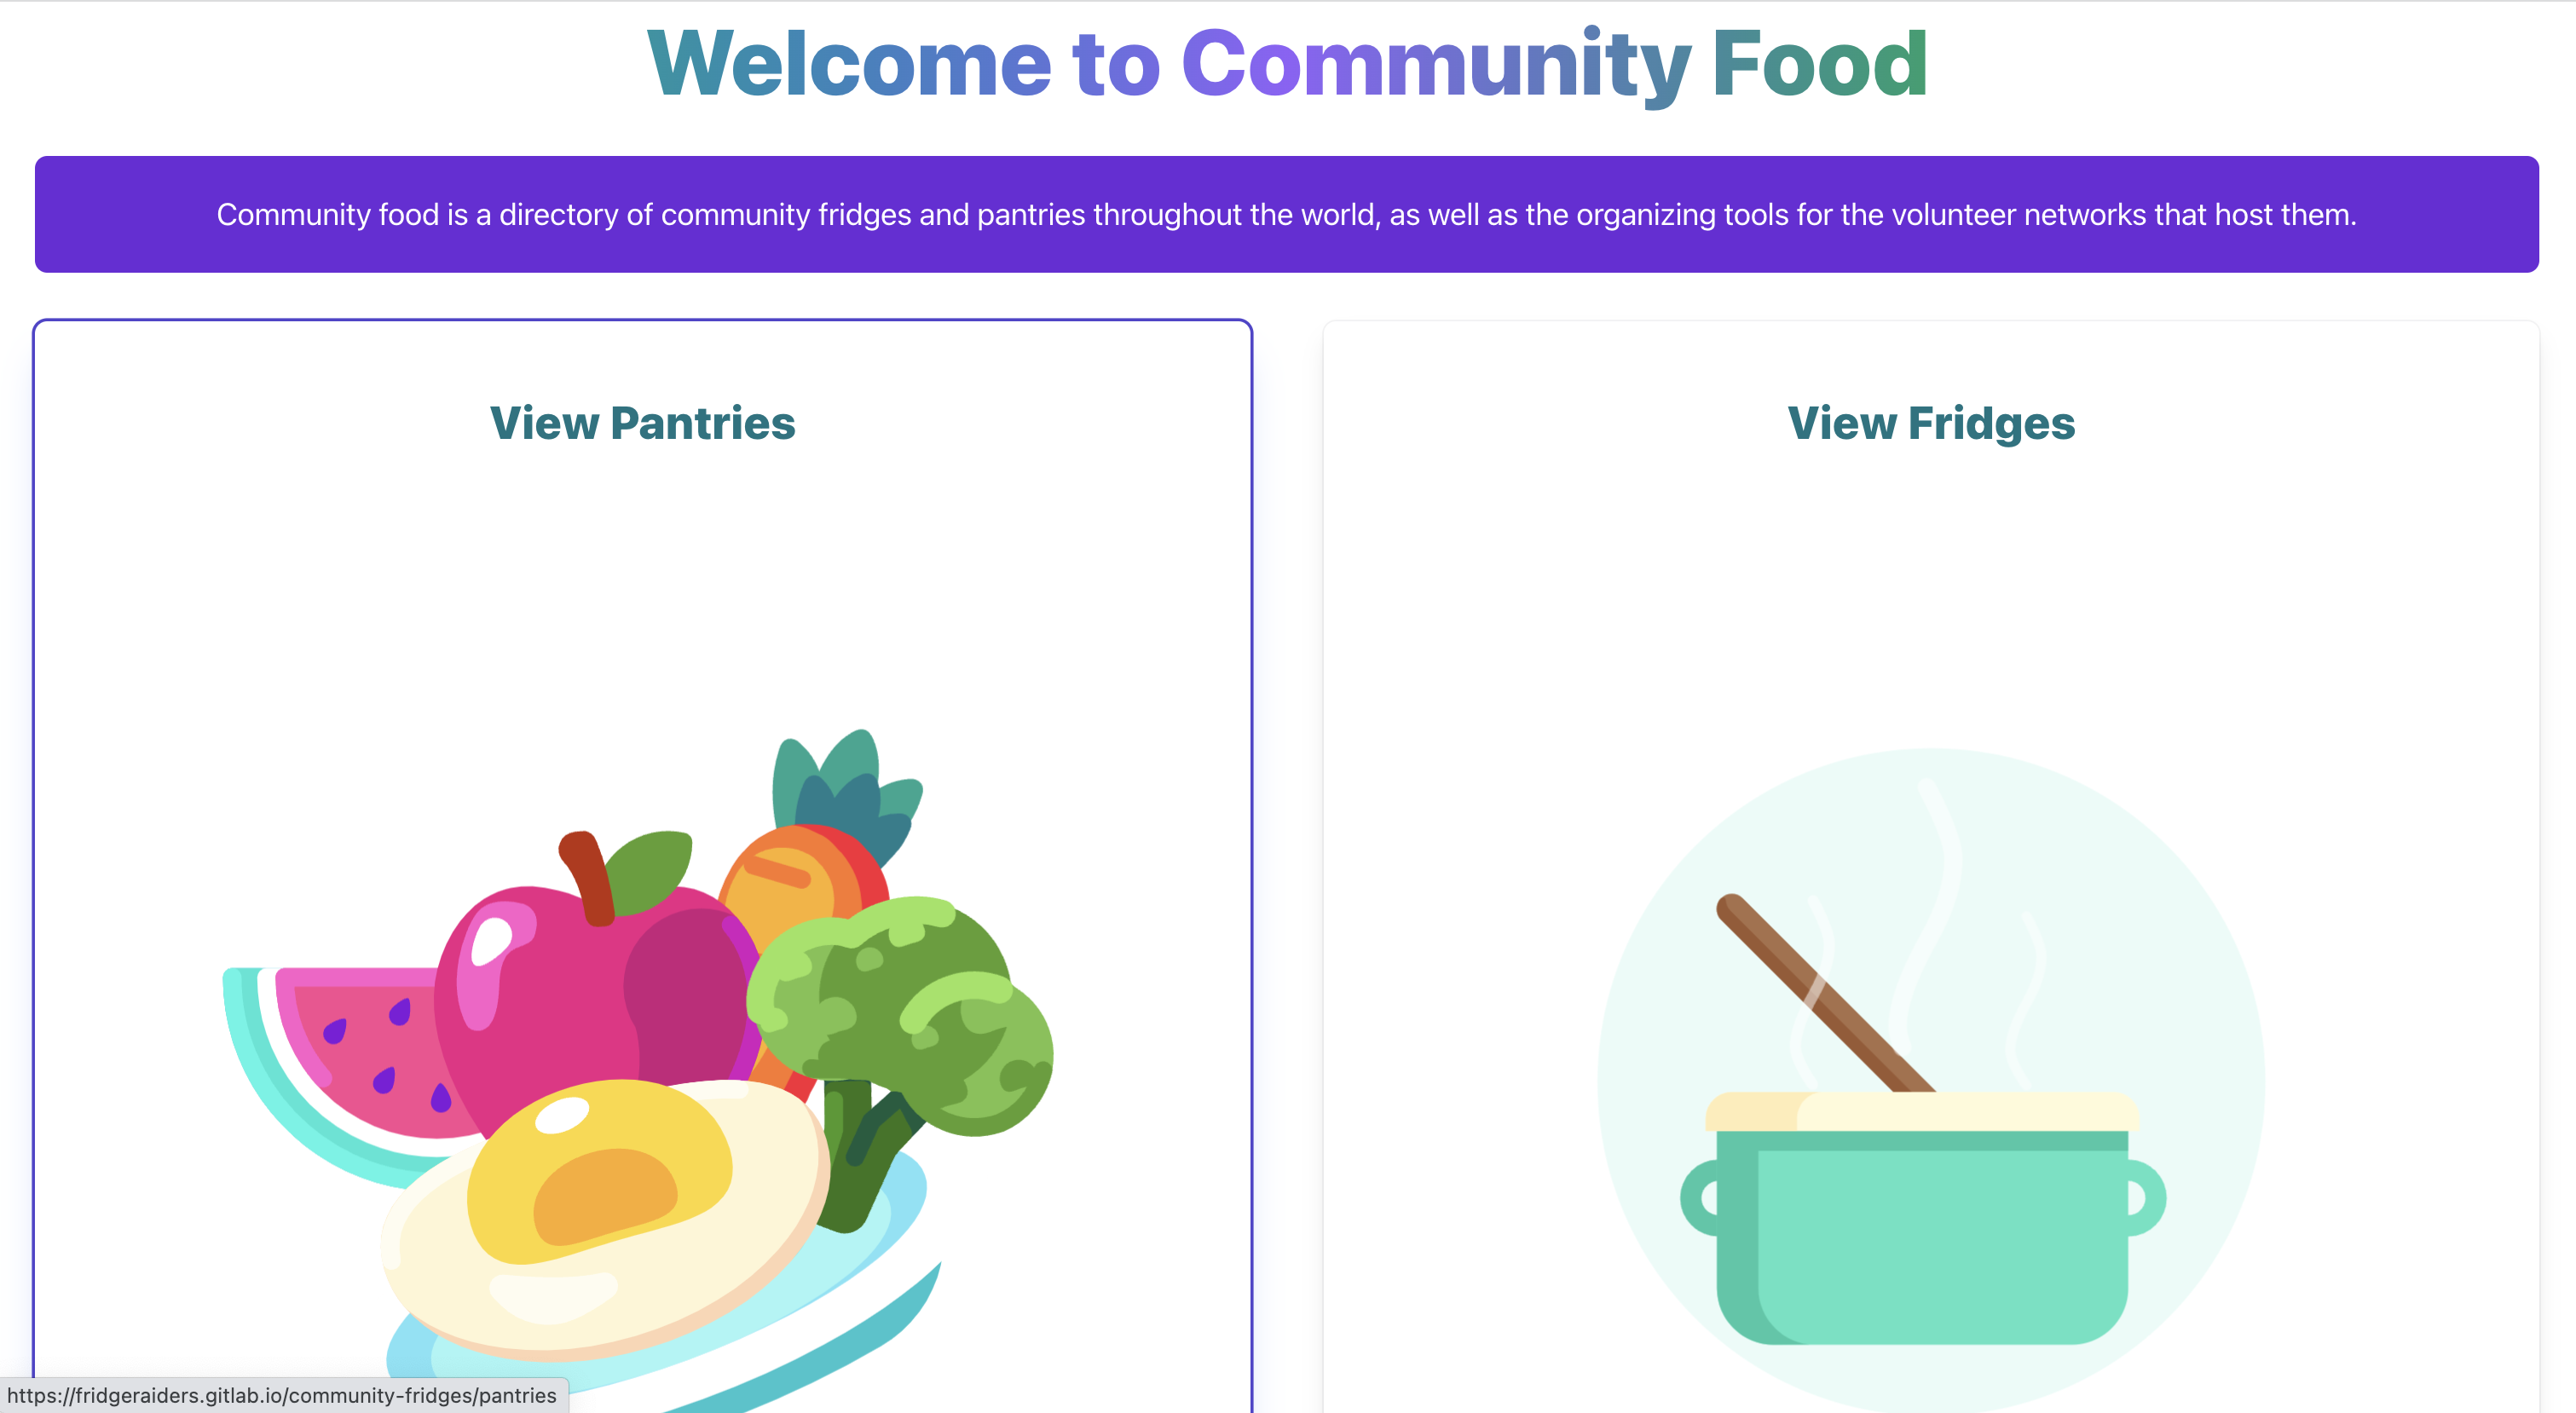 Welcome to Community Food
Community food is a directory of community fridges and pantries throughout the world, as well as the organizing tools for the volunteer networks that host them.
View Pantries
View Fridges
https://fridgeraiders.gitlab.io/community-fridges/pantries